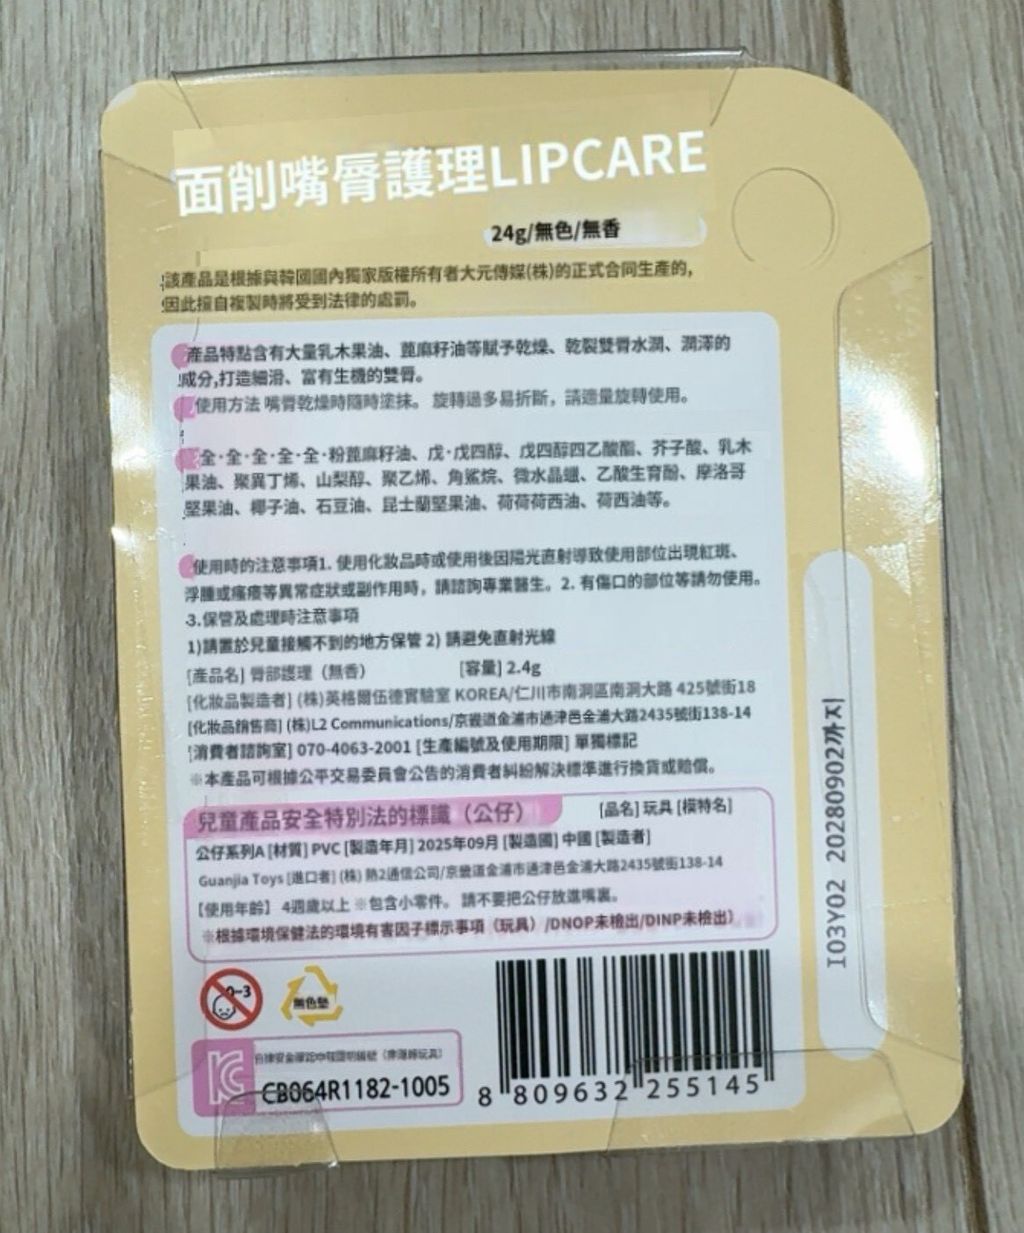 面削嘴唇護理LIPCARE
24g/無色/無香
該產品是根據與韓國國內獨家版權所有者大元傳媒(株)的正式合同生產的,
因此擅自複製時將受到法律的處罰。
產品特點含有大量乳木果油、蓖麻籽油等賦予乾燥、乾裂雙唇水潤、潤澤的
成分,打造細滑、富有生機的雙唇。
使用方法 嘴唇乾燥時隨時塗抹。 旋轉過多易折斷，請適量旋轉使用。
全·全·全·全·全·粉蓖麻籽油、戊·戊四醇、戊四醇四乙酸酯、芥子酸、乳木
果油、聚異丁烯、山梨醇、聚乙烯、角鯊烷、微水晶蠟、乙酸生育酚、摩洛哥
堅果油、椰子油、石豆油、昆士蘭堅果油、荷荷荷西油、荷西油等。
使用時的注意事項1. 使用化妝品時或使用後因陽光直射導致使用部位出現紅斑、
浮腫或瘙癢等異常症狀或副作用時，請諮詢專業醫生。2. 有傷口的部位等請勿使用。
3.保管及處理時注意事項
1)請置於兒童接觸不到的地方保管 2) 請避免直射光線
[產品名] 唇部護理（無香） [容量] 2.4g
[化妝品製造者] (株)英格爾伍德實驗室 KOREA/仁川市南洞區南洞大路 425號街18
[化妝品銷售商] (株)L2 Communications/京畿道金浦市通津邑金浦大路2435號街138-14
[消費者諮詢室] 070-4063-2001 [生產編號及使用期限] 單獨標記
※本產品可根據公平交易委員會公告的消費者糾紛解決標準進行換貨或賠償。
兒童產品安全特別法的標識（公仔） [品名] 玩具 [模特名]
公仔系列A [材質] PVC [製造年月] 2025年09月 [製造國] 中國 [製造者]
Guanjia Toys [進口者] (株) 熱2通信公司/京畿道金浦市通津邑金浦大路2435號街138-14
【使用年齡】 4週歲以上 ※包含小零件。 請不要把公仔放進嘴裏。
※根據環境保健法的環境有害因子標示事項（玩具）/DNOP未檢出/DINP未檢出）
0-3
無色墊
CB064R1182-1005
8 809632 255145
I03Y02 20280902까지